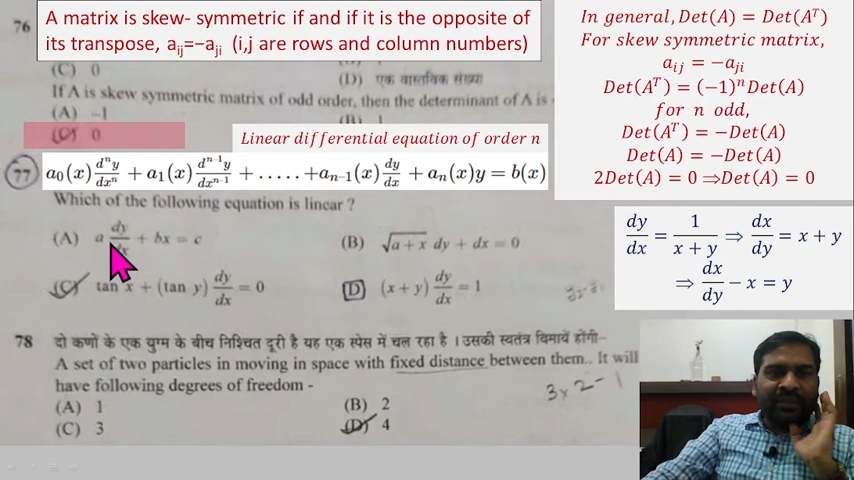 A matrix is skew- symmetric if and if it is the opposite of
its transpose, aᵢⱼ=−aⱼᵢ (i,j are rows and column numbers)
76
(C) 0
(D) एक वास्तविक संख्या
If A is skew symmetric matrix of odd order, then the determinant of A is
(A) −1
(C) 0
Linear differential equation of order n
77
a₀(x) dⁿy/dxⁿ + a₁(x) dⁿ⁻¹y/dxⁿ⁻¹ + ..... + aₙ₋₁(x) dy/dx + aₙ(x)y = b(x)
Which of the following equation is linear ?
(A) a dy/dx + bx = c
(B) √(a+x) dy + dx = 0
(C) tan x + (tan y) dy/dx = 0
D (x+y) dy/dx = 1
78 दो कणों के एक युग्म के बीच निश्चित दूरी है यह एक स्पेस में चल रहा है । उसकी स्वतंत्र विमायें होंगी–
A set of two particles in moving in space with fixed distance between them.. It will
have following degrees of freedom -
3x2-1
(A) 1
(B) 2
(C) 3
(D) 4
In general, Det(A) = Det(Aᵀ)
For skew symmetric matrix,
aᵢⱼ = −aⱼᵢ
Det(Aᵀ) = (−1)ⁿDet(A)
for n odd,
Det(Aᵀ) = −Det(A)
Det(A) = −Det(A)
2Det(A) = 0 ⇒Det(A) = 0
dy/dx = 1/(x + y) ⇒ dx/dy = x + y
⇒ dx/dy − x = y